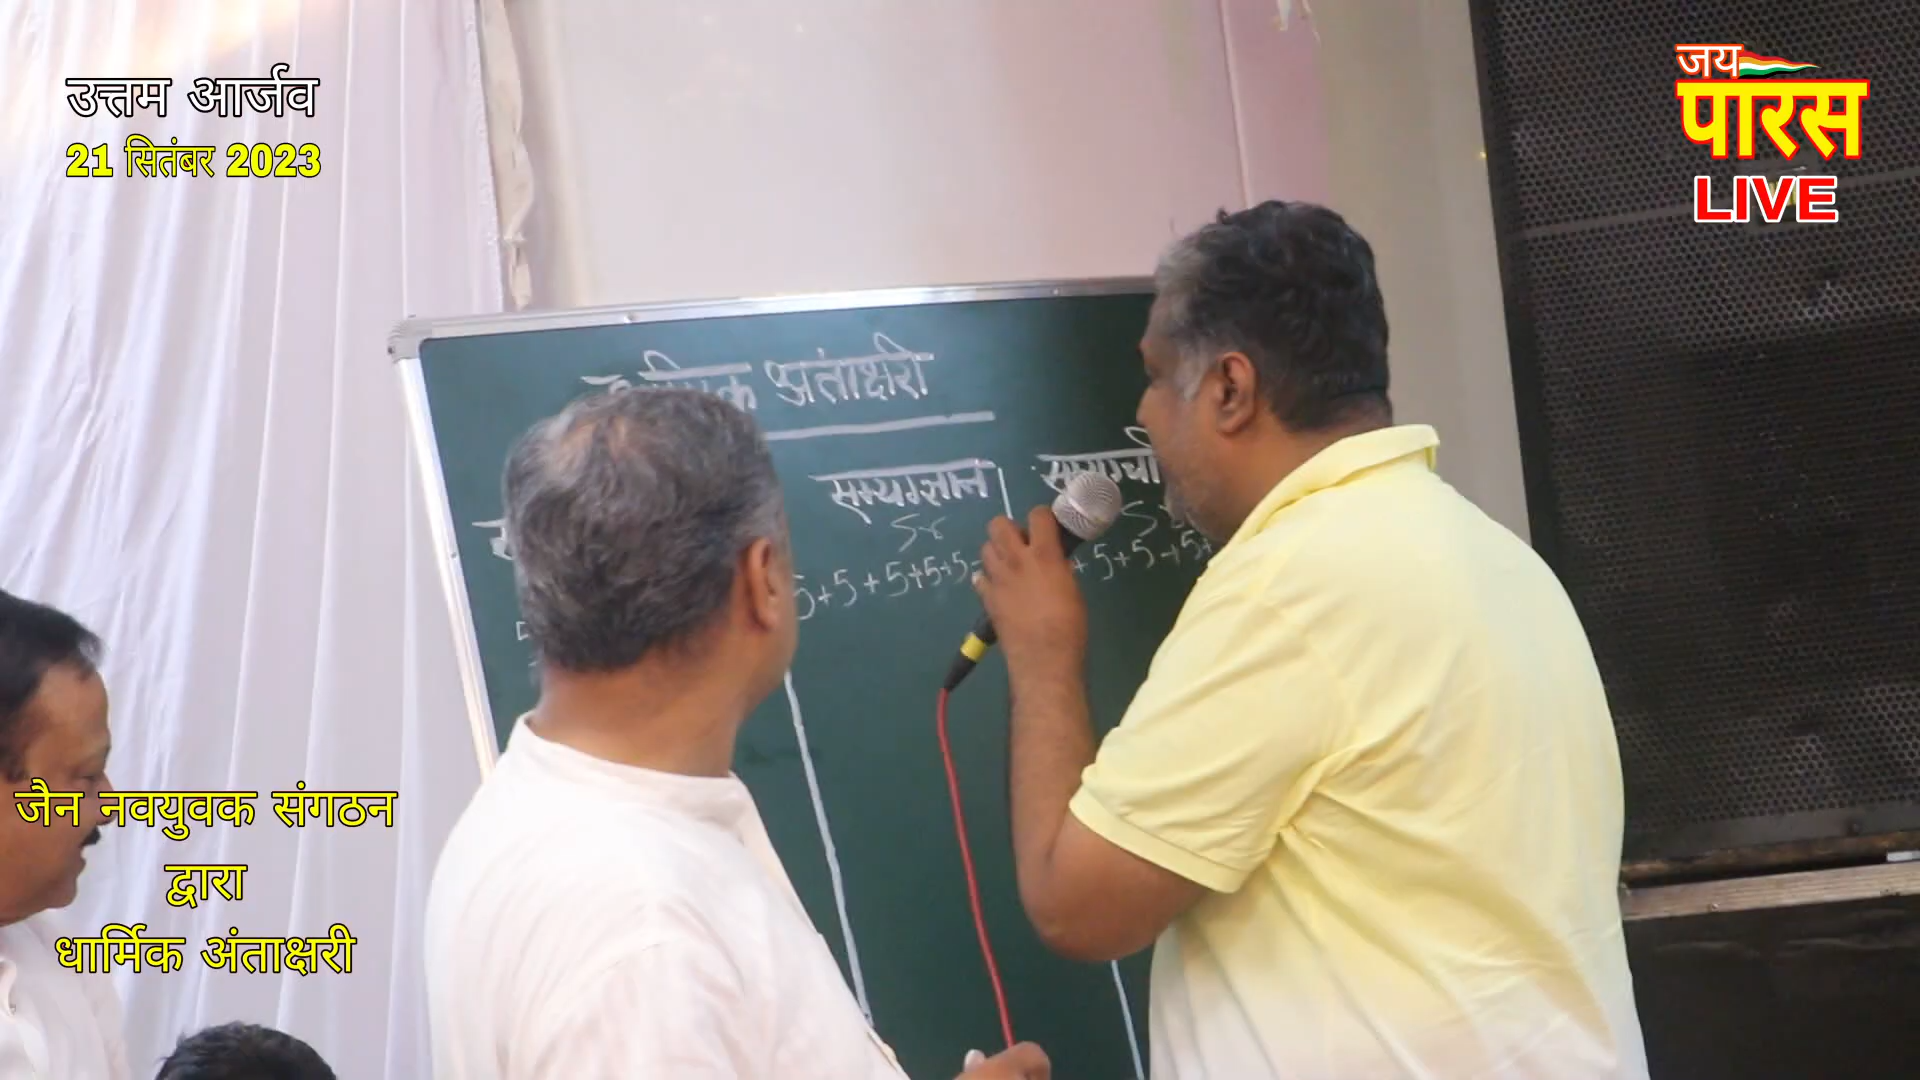 उत्तम आर्जव
21 सितंबर 2023
जय
पारस
LIVE
अंताक्षरी
सम्यग्ज्ञान
5+5+5+5+5=
+5+5+5+
जैन नवयुवक संगठन
द्वारा
धार्मिक अंताक्षरी